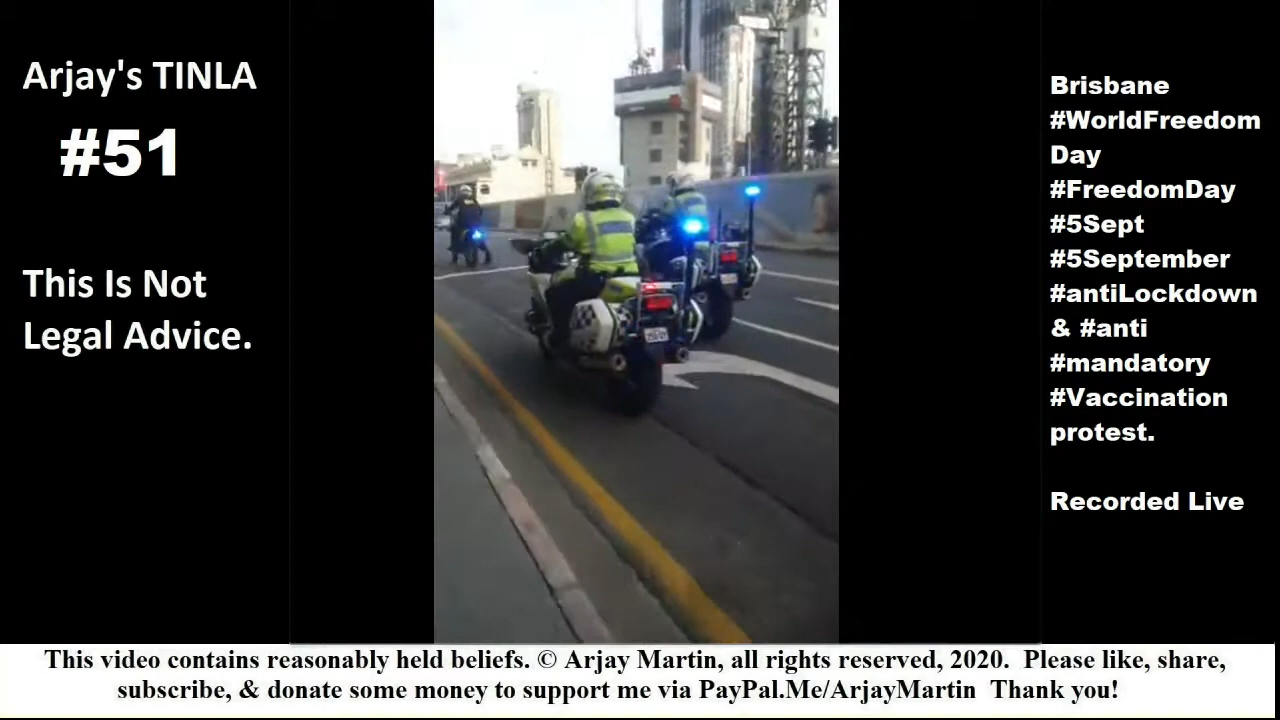 Arjay's TINLA
#51
This Is Not
Legal Advice.
Brisbane
#WorldFreedom
Day
#FreedomDay
#5Sept
#5September
#antiLockdown
& #anti
#mandatory
#Vaccination
protest.
Recorded Live
This video contains reasonably held beliefs. © Arjay Martin, all rights reserved, 2020. Please like, share,
subscribe, & donate some money to support me via PayPal.Me/ArjayMartin Thank you!